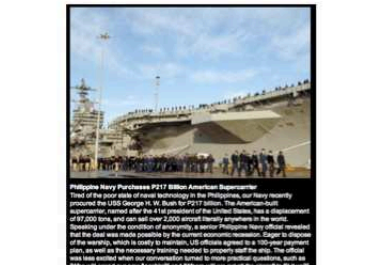 Philippine Navy Purchases P217 Billion American Supercarrier
Tired of the poor state of naval technology in the Philippines, our Navy recently
procured the USS George H. W. Bush for P217 billion. The American-built
supercarrier, named after the 41st president of the United States, has a displacement
of 97,000 tons, and can sell over 2,000 aircraft literally anywhere in the world.
Speaking under the condition of anonymity, a senior Philippine Navy official revealed
that the deal was made possible by the current economic recession. Eager to dispose
of the warship, which is costly to maintain, US officials agreed to a 100-year payment
plan, as well as the necessary training needed to properly staff the ship. The official
was less excited when our conversation turned to more practical questions, such as